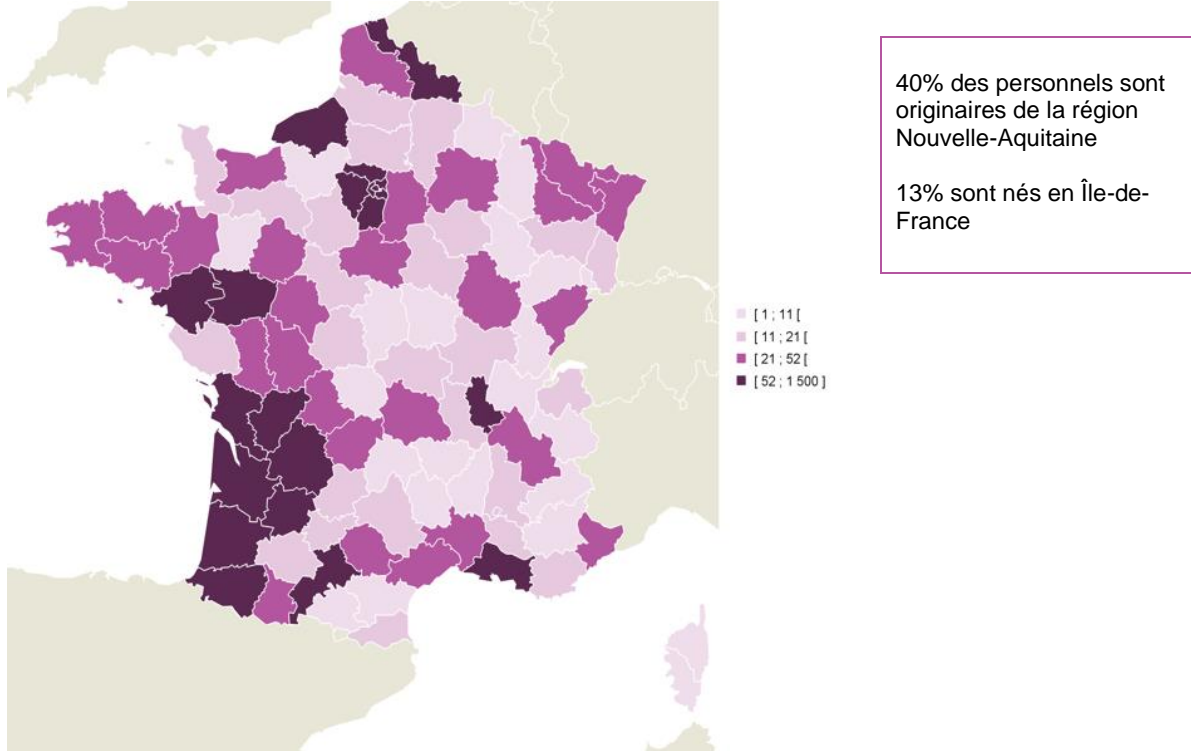 40% des personnels sont
originaires de la région
Nouvelle-Aquitaine
13% sont nés en Île-de-
France
[ 1 ; 11 [
[ 11 ; 21 [
[ 21 ; 52 [
[ 52 ; 1 500 ]